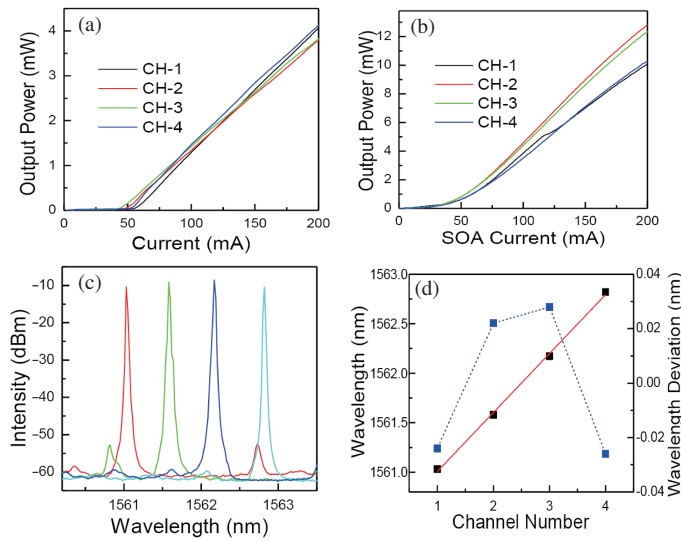 (a)
Output Power (mW)
4
3
2
1
0
CH-1
CH-2
CH-3
CH-4
0 50 100 150 200
Current (mA)
(b)
Output Power (mW)
12
10
8
6
4
2
0
CH-1
CH-2
CH-3
CH-4
0 50 100 150 200
SOA Current (mA)
(c)
Intensity (dBm)
−10
−20
−30
−40
−50
−60
1561 1562 1563
Wavelength (nm)
(d)
Wavelength (nm)
1563.0
1562.5
1562.0
1561.5
1561.0
1 2 3 4
Channel Number
0.04
0.02
0.00
-0.02
-0.04
Wavelength Deviation (nm)